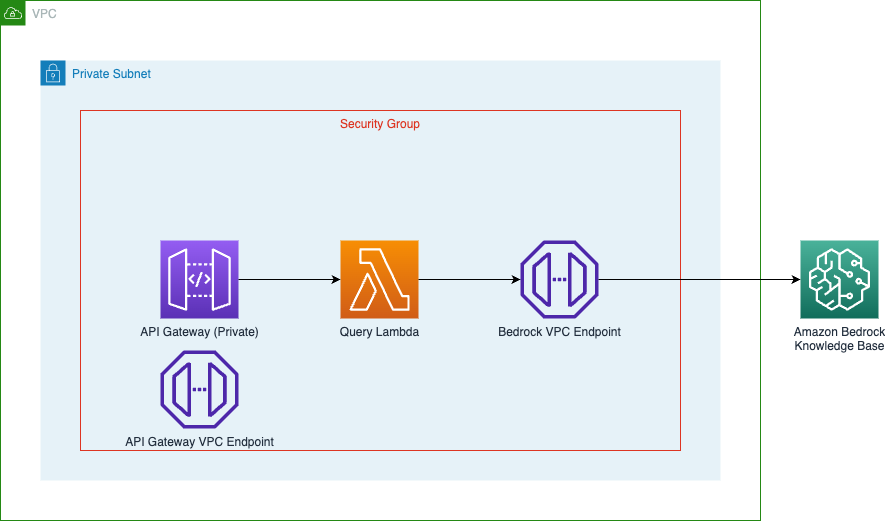 VPC
Private Subnet
Security Group
</>
API Gateway (Private)
Query Lambda
Bedrock VPC Endpoint
Amazon Bedrock
Knowledge Base
API Gateway VPC Endpoint